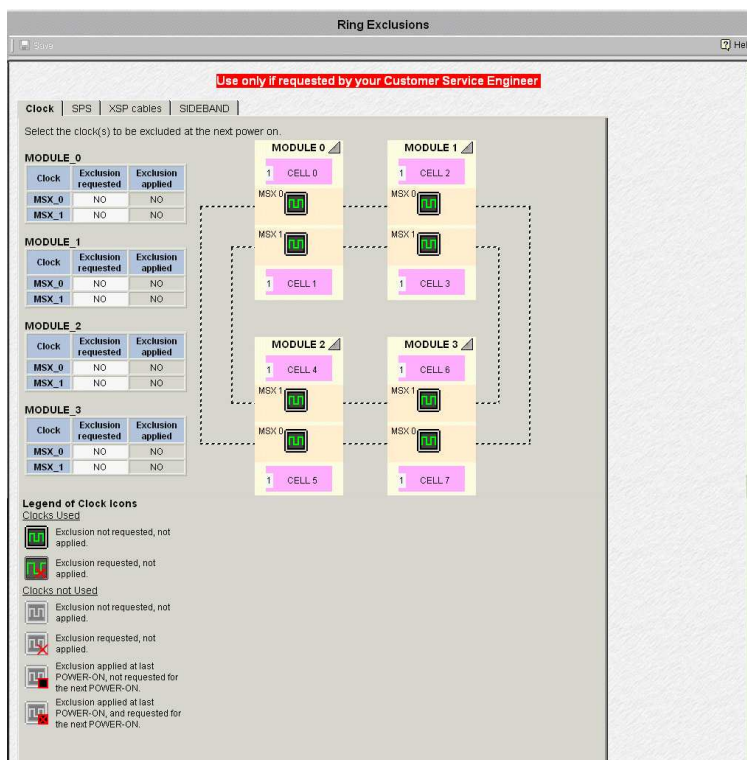 Ring Exclusions
Save
Hel
Use only if requested by your Customer Service Engineer
Clock SPS XSP cables SIDEBAND
Select the clock(s) to be excluded at the next power on.
MODULE_0
Clock Exclusion requested Exclusion applied
MSX_0 NO NO
MSX_1 NO NO
MODULE_1
Clock Exclusion requested Exclusion applied
MSX_0 NO NO
MSX_1 NO NO
MODULE_2
Clock Exclusion requested Exclusion applied
MSX_0 NO NO
MSX_1 NO NO
MODULE_3
Clock Exclusion requested Exclusion applied
MSX_0 NO NO
MSX_1 NO NO
MODULE 0 MODULE 1
1 CELL 0 1 CELL 2
MSX 0 MSX 0
MSX 1 MSX 1
1 CELL 1 1 CELL 3
MODULE 2 MODULE 3
1 CELL 4 1 CELL 6
MSX 1 MSX 1
MSX 0 MSX 0
1 CELL 5 1 CELL 7
Legend of Clock Icons
Clocks Used
Exclusion not requested, not
applied.
Exclusion requested, not
applied.
Clocks not Used
Exclusion not requested, not
applied.
Exclusion requested, not
applied.
Exclusion applied at last
POWER-ON, not requested for
the next POWER-ON.
Exclusion applied at last
POWER-ON, and requested for
the next POWER-ON.